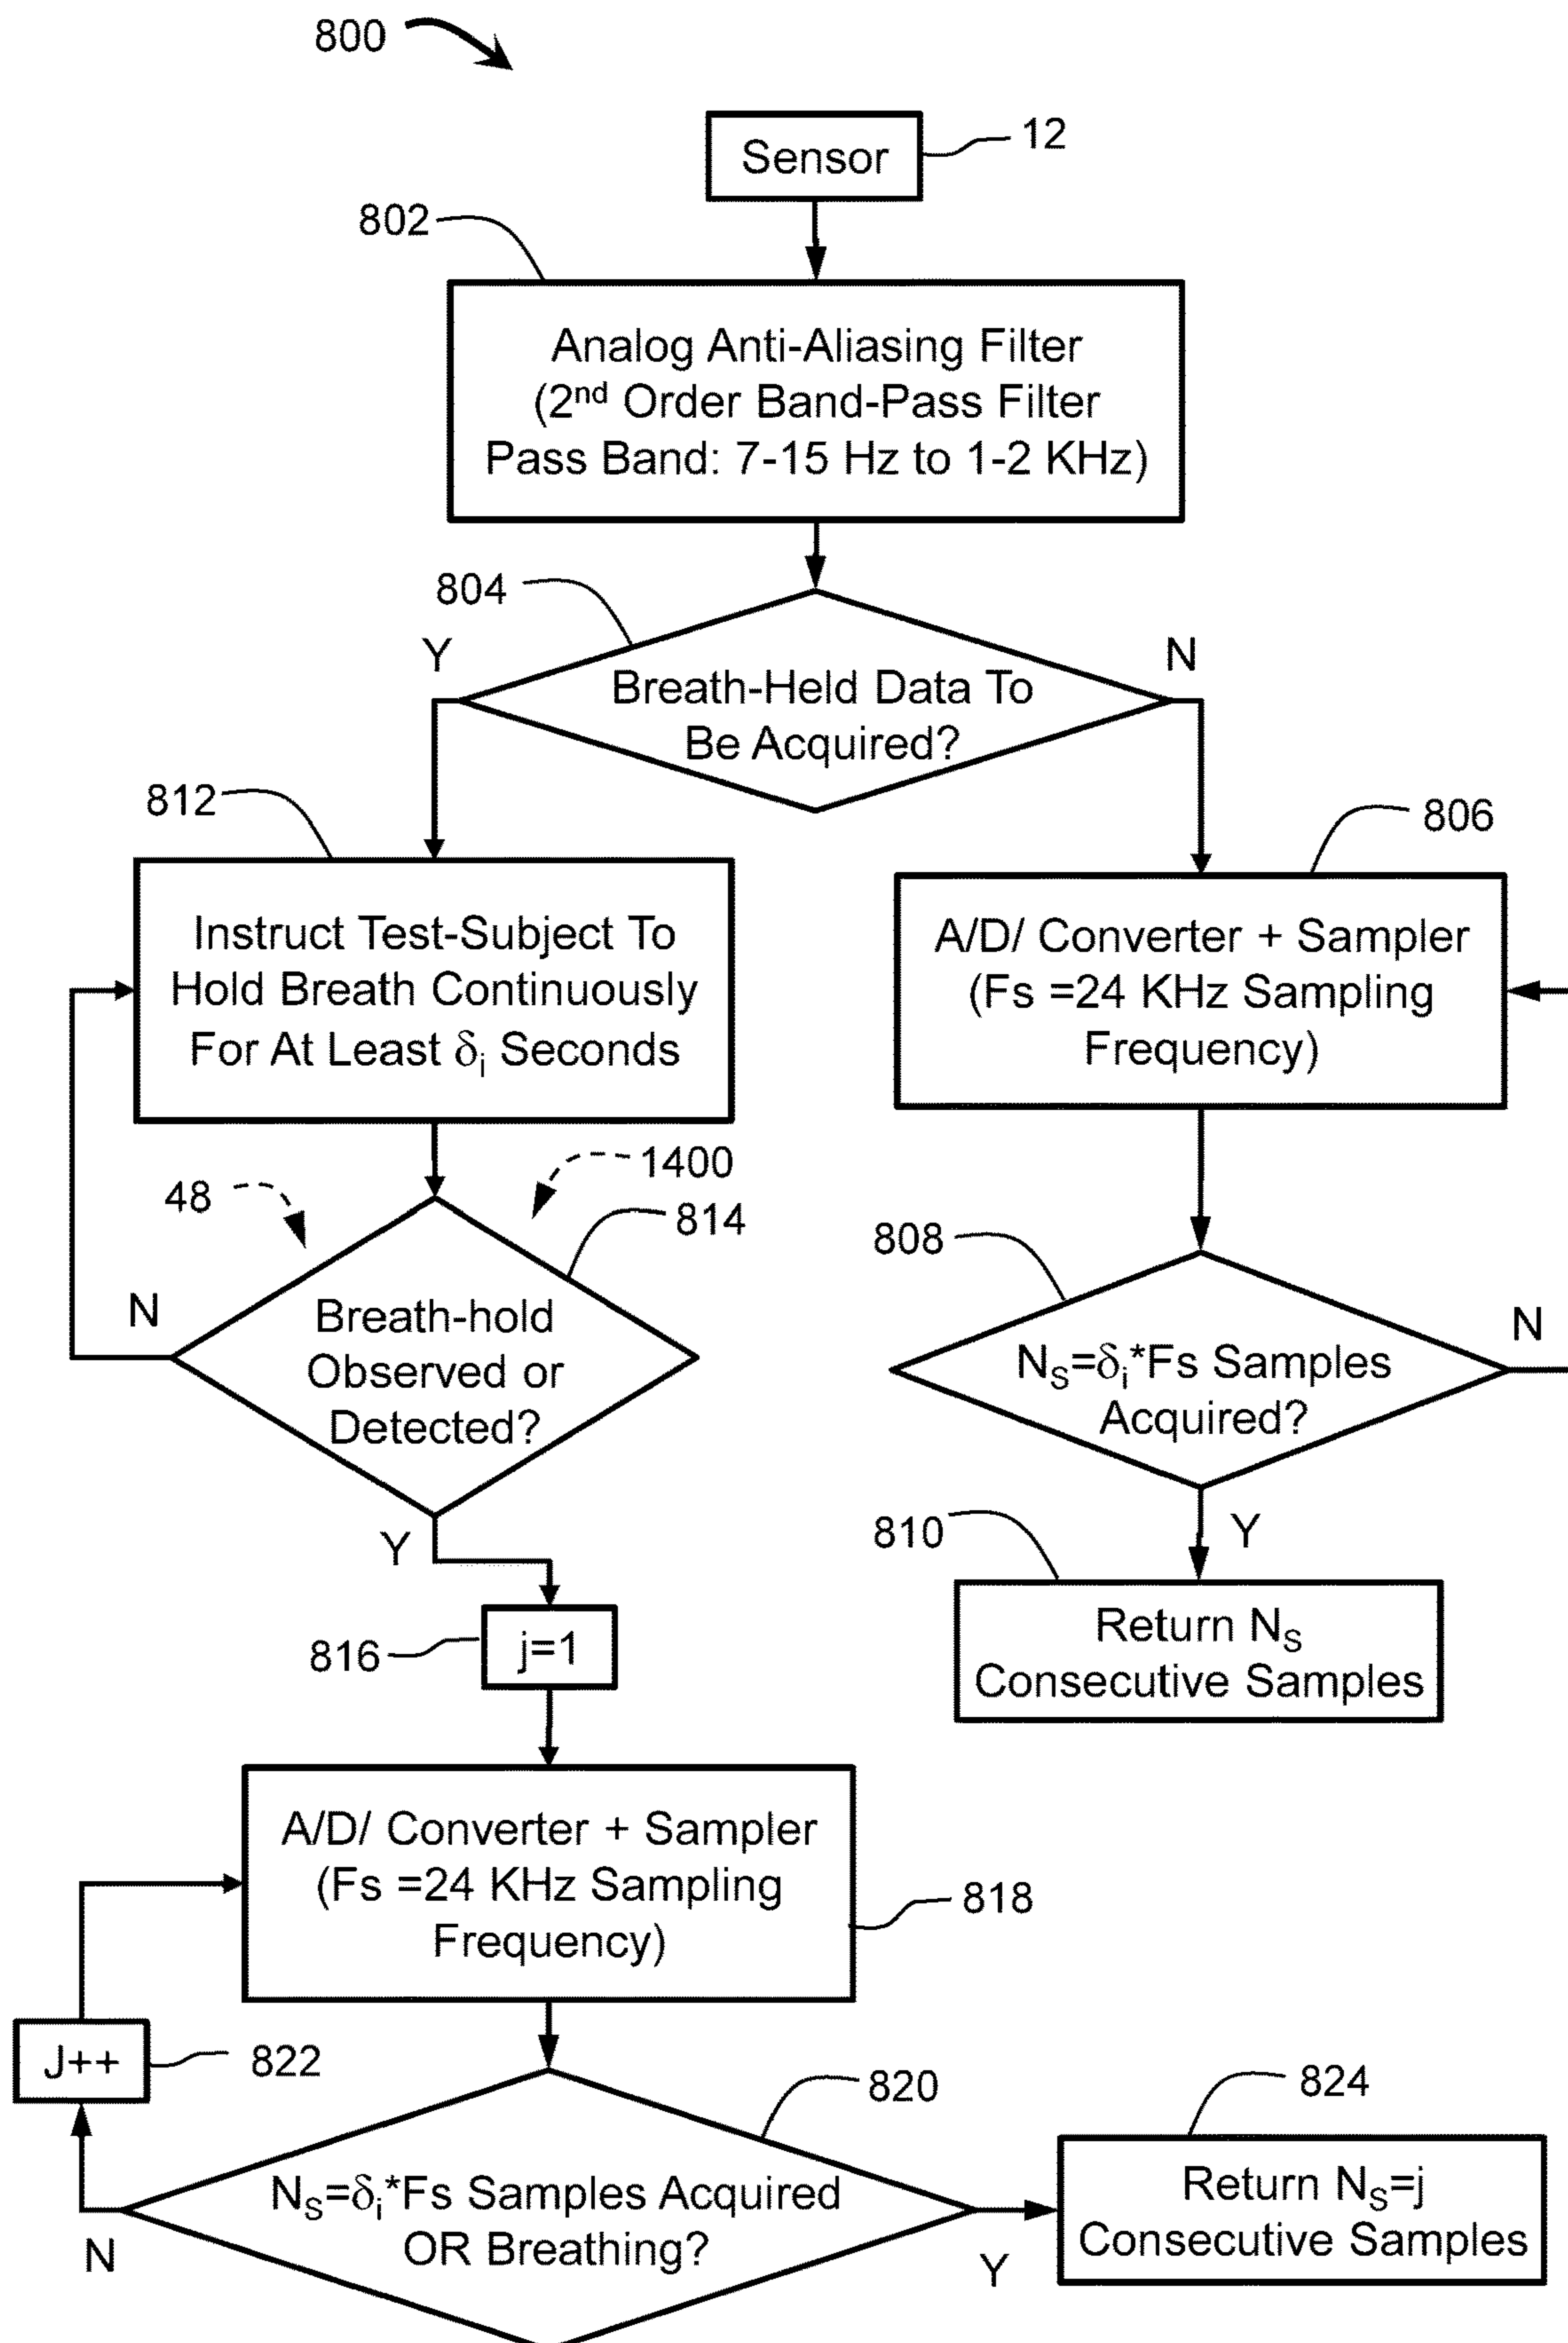 800
Sensor
12
802
Analog Anti-Aliasing Filter
(2nd Order Band-Pass Filter
Pass Band: 7-15 Hz to 1-2 KHz)
804
Y
N
Breath-Held Data To
Be Acquired?
812
Instruct Test-Subject To
Hold Breath Continuously
For At Least δi Seconds
806
A/D/ Converter + Sampler
(Fs =24 KHz Sampling
Frequency)
48
1400
814
N
Breath-hold
Observed or
Detected?
Y
808
NS=δi*Fs Samples
Acquired?
N
Y
810
Return NS
Consecutive Samples
816
j=1
A/D/ Converter + Sampler
(Fs =24 KHz Sampling
Frequency)
818
J++
822
820
NS=δi*Fs Samples Acquired
OR Breathing?
N
Y
824
Return NS=j
Consecutive Samples